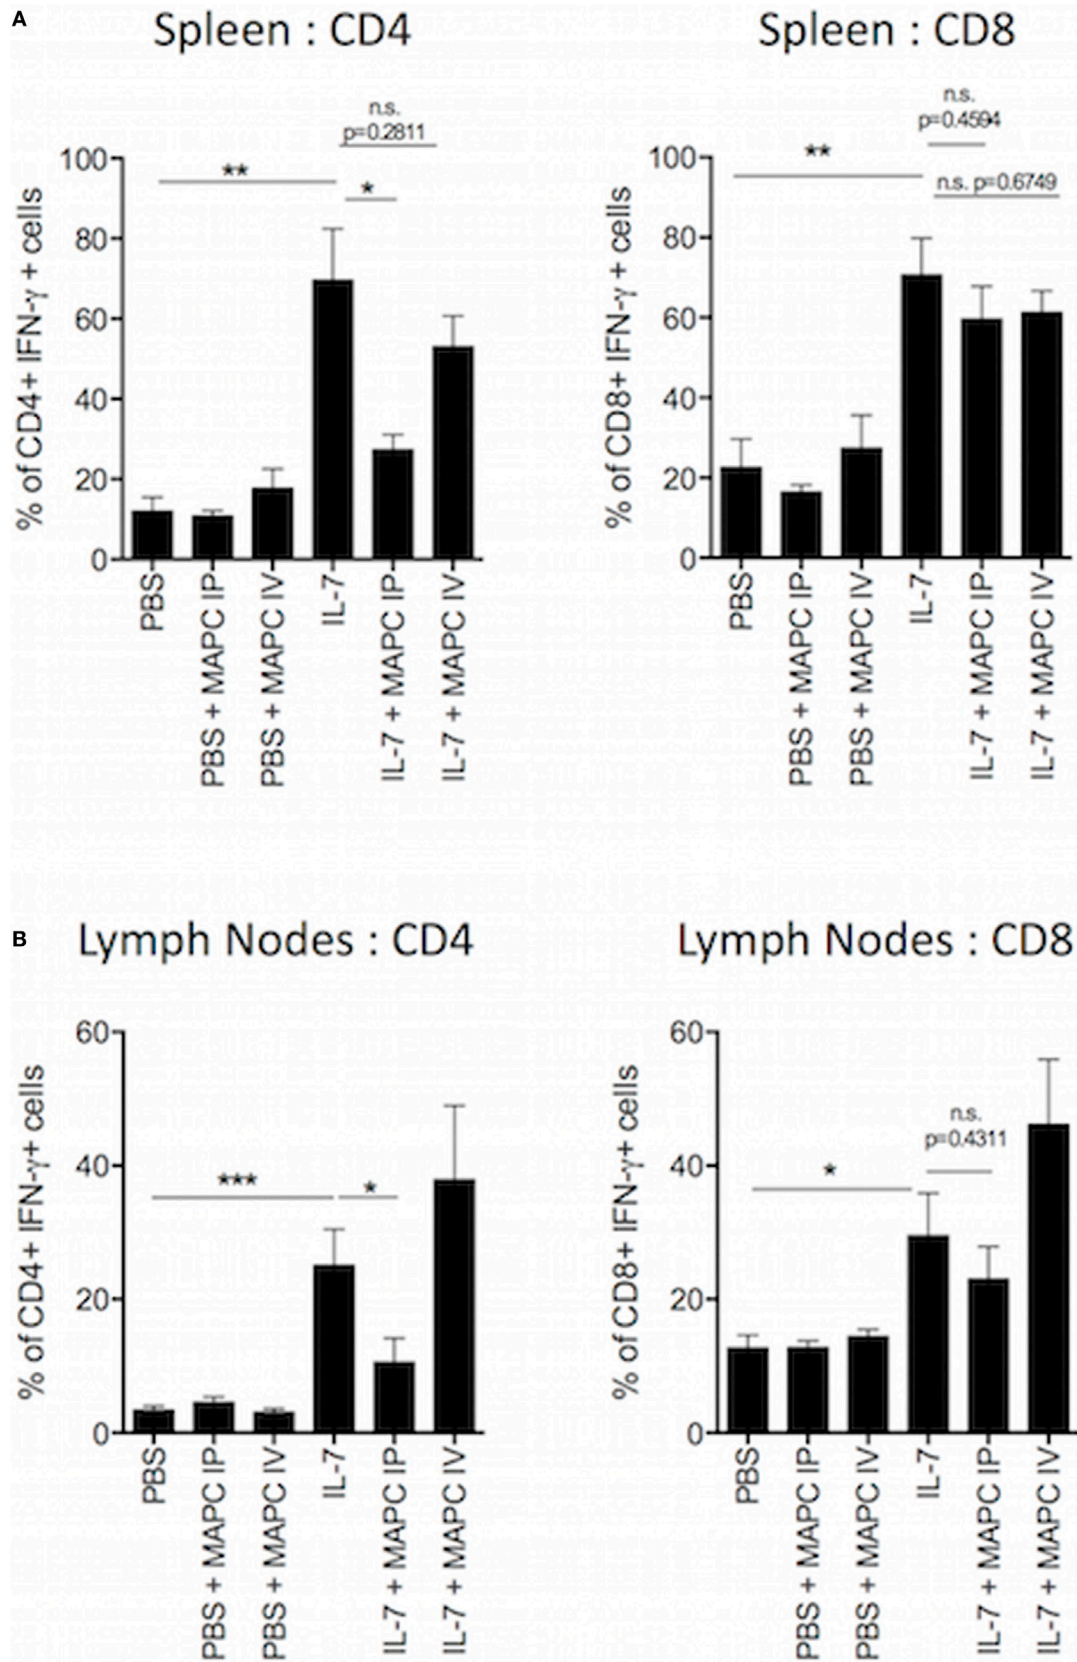 A
Spleen : CD4
n.s.
p=0.2811
**
*
% of CD4+ IFN-γ + cells
100
80
60
40
20
0
PBS
PBS + MAPC IP
PBS + MAPC IV
IL-7
IL-7 + MAPC IP
IL-7 + MAPC IV
Spleen : CD8
n.s.
p=0.4594
**
n.s. p=0.6749
% of CD8+ IFN-γ + cells
100
80
60
40
20
0
PBS
PBS + MAPC IP
PBS + MAPC IV
IL-7
IL-7 + MAPC IP
IL-7 + MAPC IV
B
Lymph Nodes : CD4
***
*
% of CD4+ IFN-γ+ cells
60
40
20
0
PBS
PBS + MAPC IP
PBS + MAPC IV
IL-7
IL-7 + MAPC IP
IL-7 + MAPC IV
Lymph Nodes : CD8
n.s.
p=0.4311
*
% of CD8+ IFN-γ+ cells
60
40
20
0
PBS
PBS + MAPC IP
PBS + MAPC IV
IL-7
IL-7 + MAPC IP
IL-7 + MAPC IV